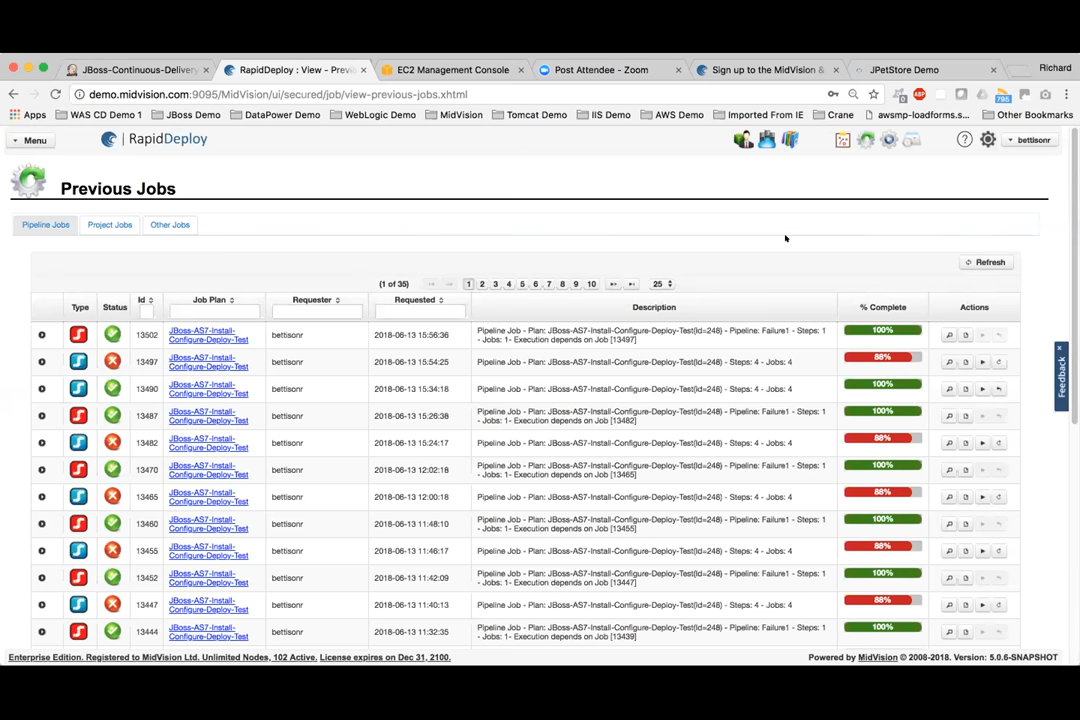 JBoss-Continuous-Delivery
RapidDeploy : View - Previ
EC2 Management Console
Post Attendee - Zoom
Sign up to the MidVision &
JPetStore Demo
Richard
demo.midvision.com:9095/MidVision/ui/secured/job/view-previous-jobs.xhtml
Apps WAS CD Demo 1 JBoss Demo DataPower Demo WebLogic Demo MidVision Tomcat Demo IIS Demo AWS Demo Imported From IE Crane awsmp-loadforms.s... Other Bookmarks
Menu | RapidDeploy bettisonr
Previous Jobs
Pipeline Jobs Project Jobs Other Jobs
Refresh
(1 of 35) 1 2 3 4 5 6 7 8 9 10 25
Type Status Id Job Plan Requester Requested Description % Complete Actions
13502 JBoss-AS7-Install- bettisonr 2018-06-13 15:56:36 Pipeline Job - Plan: JBoss-AS7-Install-Configure-Deploy-Test(Id=248) - Pipeline: Failure1 - Steps: 1 100%
Configure-Deploy-Test - Jobs: 1- Execution depends on Job [13497]
13497 JBoss-AS7-Install- bettisonr 2018-06-13 15:54:25 Pipeline Job - Plan: JBoss-AS7-Install-Configure-Deploy-Test(Id=248) - Steps: 4 - Jobs: 4 88%
Configure-Deploy-Test
13490 JBoss-AS7-Install- bettisonr 2018-06-13 15:34:18 Pipeline Job - Plan: JBoss-AS7-Install-Configure-Deploy-Test(Id=248) - Steps: 4 - Jobs: 4 100%
Configure-Deploy-Test
13487 JBoss-AS7-Install- bettisonr 2018-06-13 15:26:38 Pipeline Job - Plan: JBoss-AS7-Install-Configure-Deploy-Test(Id=248) - Pipeline: Failure1 - Steps: 1 100%
Configure-Deploy-Test - Jobs: 1- Execution depends on Job [13482]
13482 JBoss-AS7-Install- bettisonr 2018-06-13 15:24:17 Pipeline Job - Plan: JBoss-AS7-Install-Configure-Deploy-Test(Id=248) - Steps: 4 - Jobs: 4 88%
Configure-Deploy-Test
13470 JBoss-AS7-Install- bettisonr 2018-06-13 12:02:18 Pipeline Job - Plan: JBoss-AS7-Install-Configure-Deploy-Test(Id=248) - Pipeline: Failure1 - Steps: 1 100%
Configure-Deploy-Test - Jobs: 1- Execution depends on Job [13465]
13465 JBoss-AS7-Install- bettisonr 2018-06-13 12:00:18 Pipeline Job - Plan: JBoss-AS7-Install-Configure-Deploy-Test(Id=248) - Steps: 4 - Jobs: 4 88%
Configure-Deploy-Test
13460 JBoss-AS7-Install- bettisonr 2018-06-13 11:48:10 Pipeline Job - Plan: JBoss-AS7-Install-Configure-Deploy-Test(Id=248) - Pipeline: Failure1 - Steps: 1 100%
Configure-Deploy-Test - Jobs: 1- Execution depends on Job [13455]
13455 JBoss-AS7-Install- bettisonr 2018-06-13 11:46:17 Pipeline Job - Plan: JBoss-AS7-Install-Configure-Deploy-Test(Id=248) - Steps: 4 - Jobs: 4 88%
Configure-Deploy-Test
13452 JBoss-AS7-Install- bettisonr 2018-06-13 11:42:09 Pipeline Job - Plan: JBoss-AS7-Install-Configure-Deploy-Test(Id=248) - Pipeline: Failure1 - Steps: 1 100%
Configure-Deploy-Test - Jobs: 1- Execution depends on Job [13447]
13447 JBoss-AS7-Install- bettisonr 2018-06-13 11:40:13 Pipeline Job - Plan: JBoss-AS7-Install-Configure-Deploy-Test(Id=248) - Steps: 4 - Jobs: 4 88%
Configure-Deploy-Test
13444 JBoss-AS7-Install- bettisonr 2018-06-13 11:32:35 Pipeline Job - Plan: JBoss-AS7-Install-Configure-Deploy-Test(Id=248) - Pipeline: Failure1 - Steps: 1 100%
Configure-Deploy-Test - Jobs: 1- Execution depends on Job [13439]
Feedback
Enterprise Edition. Registered to MidVision Ltd. Unlimited Nodes, 102 Active. License expires on Dec 31, 2100. Powered by MidVision © 2008-2018. Version: 5.0.6-SNAPSHOT